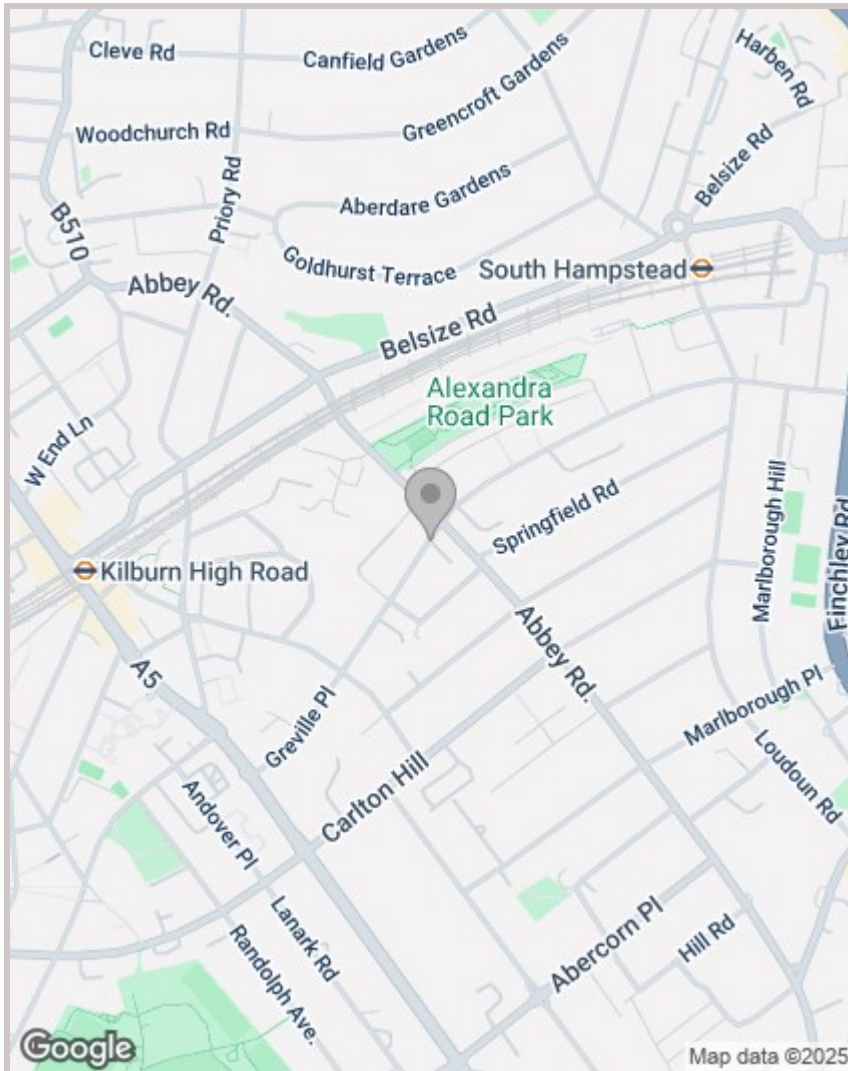 Cleve Rd
Canfield Gardens
Harben Rd
Woodchurch Rd
Greencroft Gardens
Belsize Rd
Priory Rd
Aberdare Gardens
B510
Goldhurst Terrace
South Hampstead
Abbey Rd.
Belsize Rd
Alexandra
Road Park
W End Ln
Springfield Rd
Marlborough Hill
Finchley Rd
Kilburn High Road
Abbey Rd.
A5
Greville Pl
Marlborough Pl
Loudoun Rd
Carlton Hill
Andover Pl
Lanark Rd
Abercorn Pl
Hill Rd
Randolph Ave.
Google
Map data ©2025